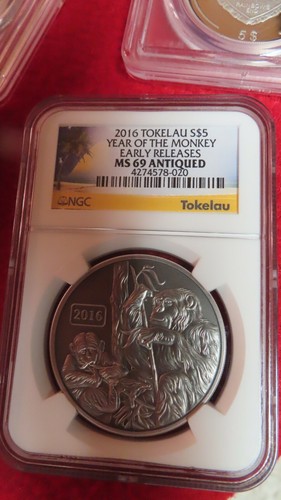 5 $
2016 TOKELAU S$5
YEAR OF THE MONKEY
EARLY RELEASES
MS 69 ANTIQUED
4274578-020
NGC
Tokelau
2016